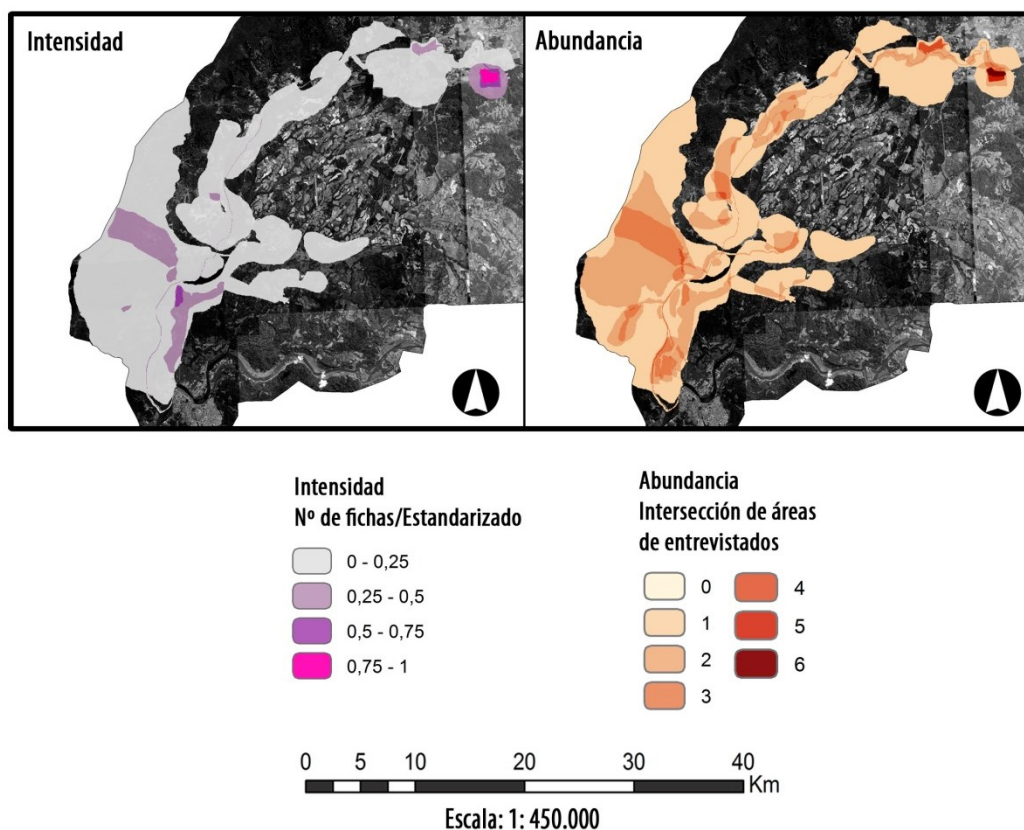 Intensidad
Abundancia
Intensidad
Nº de fichas/Estandarizado
0 - 0,25
0,25 - 0,5
0,5 - 0,75
0,75 - 1
Abundancia
Intersección de áreas
de entrevistados
0
1
2
3
4
5
6
0 5 10 20 30 40
Km
Escala: 1: 450.000